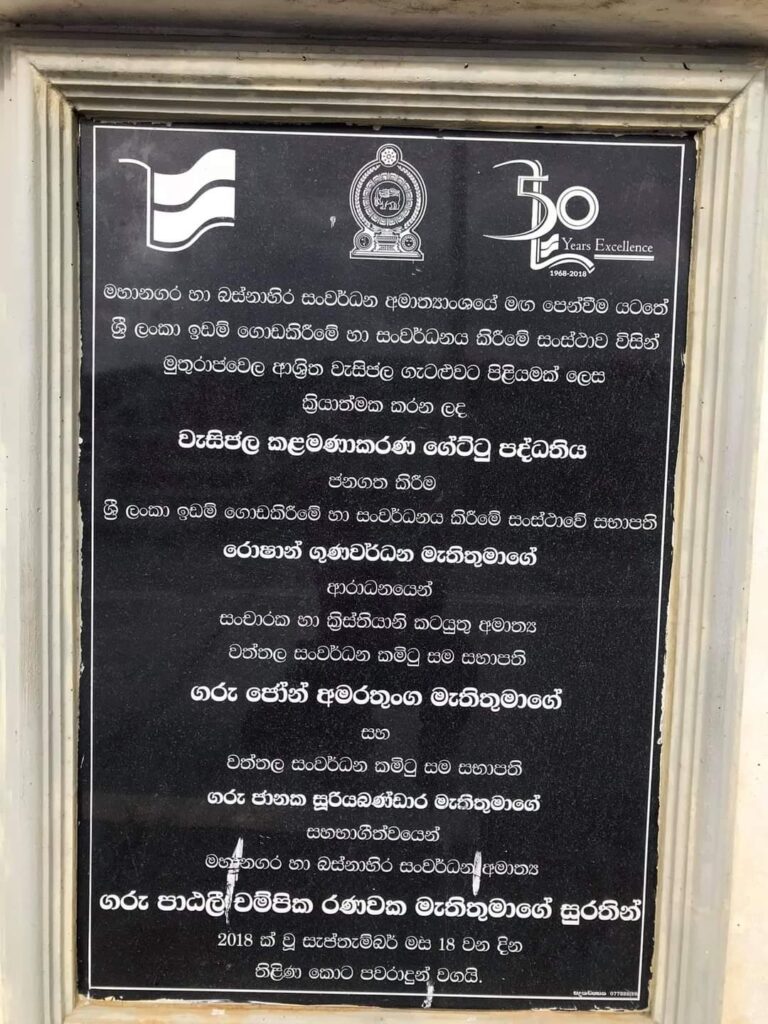 50
Years Excellence
1968-2018
මහානගර හා බස්නාහිර සංවර්ධන අමාත්‍යාංශයේ මඟ පෙන්වීම යටතේ
ශ්‍රී ලංකා ඉඩම් ගොඩකිරීමේ හා සංවර්ධනය කිරීමේ සංස්ථාව විසින්
මුතුරාජවෙල ආශ්‍රිත වැසිජල ගැටළුවට පිළියමක් ලෙස
ක්‍රියාත්මක කරන ලද
වැසිජල කළමණාකරණ ගේට්ටු පද්ධතිය
ජනගත කිරීම
ශ්‍රී ලංකා ඉඩම් ගොඩකිරීමේ හා සංවර්ධනය කිරීමේ සංස්ථාවේ සභාපති
රොෂාන් ගුණවර්ධන මැතිතුමාගේ
ආරාධනයෙන්
සංචාරක හා ක්‍රිස්තියානි කටයුතු අමාත්‍ය
වත්තල සංවර්ධන කමිටු සම සභාපති
ගරු ජෝන් අමරතුංග මැතිතුමාගේ
සහ
වත්තල සංවර්ධන කමිටු සම සභාපති
ගරු ජානක සූරියබණ්ඩාර මැතිතුමාගේ
සහභාගීත්වයෙන්
මහානගර හා බස්නාහිර සංවර්ධන අමාත්‍ය
ගරු පාඨලී චම්පික රණවක මැතිතුමාගේ සුරතින්
2018 ක් වූ සැප්තැම්බර් මස 18 වන දින
තිළිණ කොට පවරාදුන් වගයි.